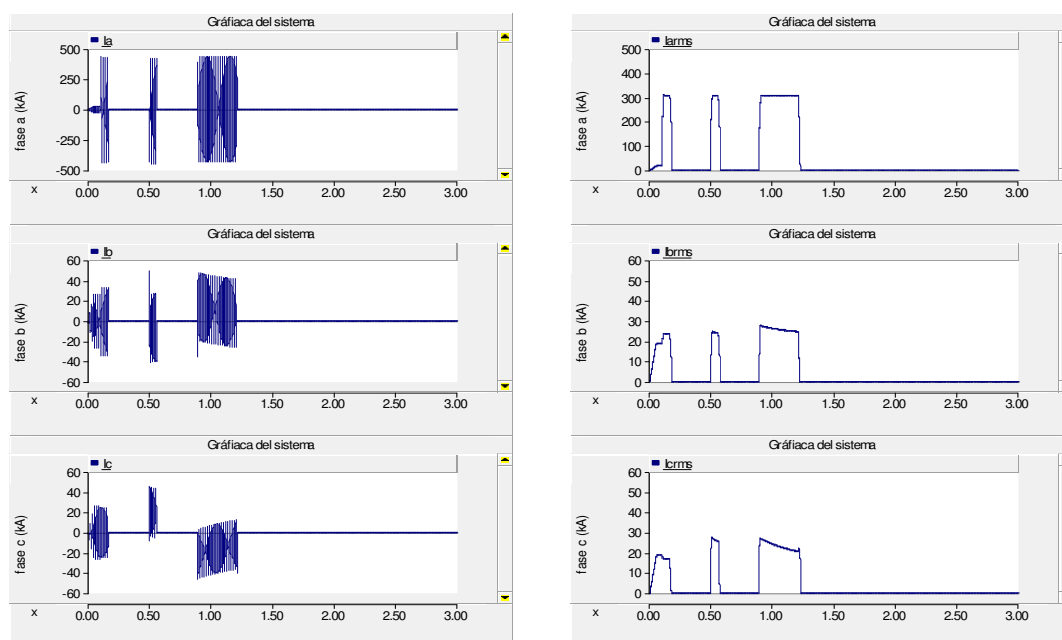 Gráfiaca del sistema
Ia
fase a (kA)
500
250
0
-250
-500
x 0.00 0.50 1.00 1.50 2.00 2.50 3.00
Gráfiaca del sistema
Iarms
fase a (kA)
500
400
300
200
100
0
x 0.00 0.50 1.00 1.50 2.00 2.50 3.00
Gráfiaca del sistema
Ib
fase b (kA)
60
40
20
0
-20
-40
-60
x 0.00 0.50 1.00 1.50 2.00 2.50 3.00
Gráfiaca del sistema
Ibrms
fase b (kA)
60
50
40
30
20
10
0
x 0.00 0.50 1.00 1.50 2.00 2.50 3.00
Gráfiaca del sistema
Ic
fase c (kA)
60
40
20
0
-20
-40
-60
x 0.00 0.50 1.00 1.50 2.00 2.50 3.00
Gráfiaca del sistema
Icrms
fase c (kA)
60
50
40
30
20
10
0
x 0.00 0.50 1.00 1.50 2.00 2.50 3.00